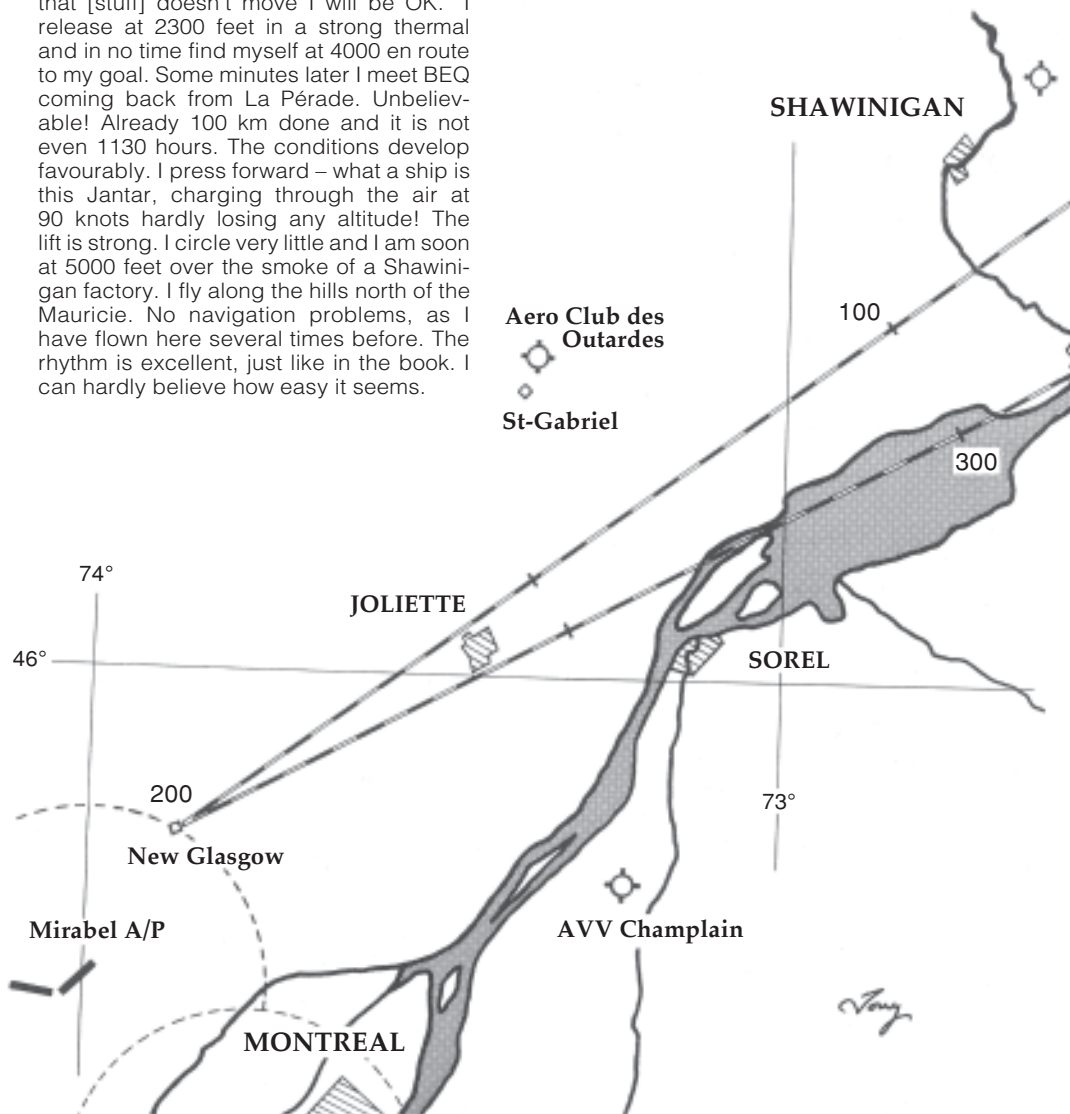 that [stuff] doesn't move I will be OK." I
release at 2300 feet in a strong thermal
and in no time find myself at 4000 en route
to my goal. Some minutes later I meet BEQ
coming back from La Pérade. Unbeliev-
able! Already 100 km done and it is not
even 1130 hours. The conditions develop
favourably. I press forward – what a ship is
this Jantar, charging through the air at
90 knots hardly losing any altitude! The
lift is strong. I circle very little and I am soon
at 5000 feet over the smoke of a Shawini-
gan factory. I fly along the hills north of the
Mauricie. No navigation problems, as I
have flown here several times before. The
rhythm is excellent, just like in the book. I
can hardly believe how easy it seems.
SHAWINIGAN
100
Aero Club des
Outardes
St-Gabriel
300
74°
JOLIETTE
46°
SOREL
200
73°
New Glasgow
Mirabel A/P
AVV Champlain
Tony
MONTREAL